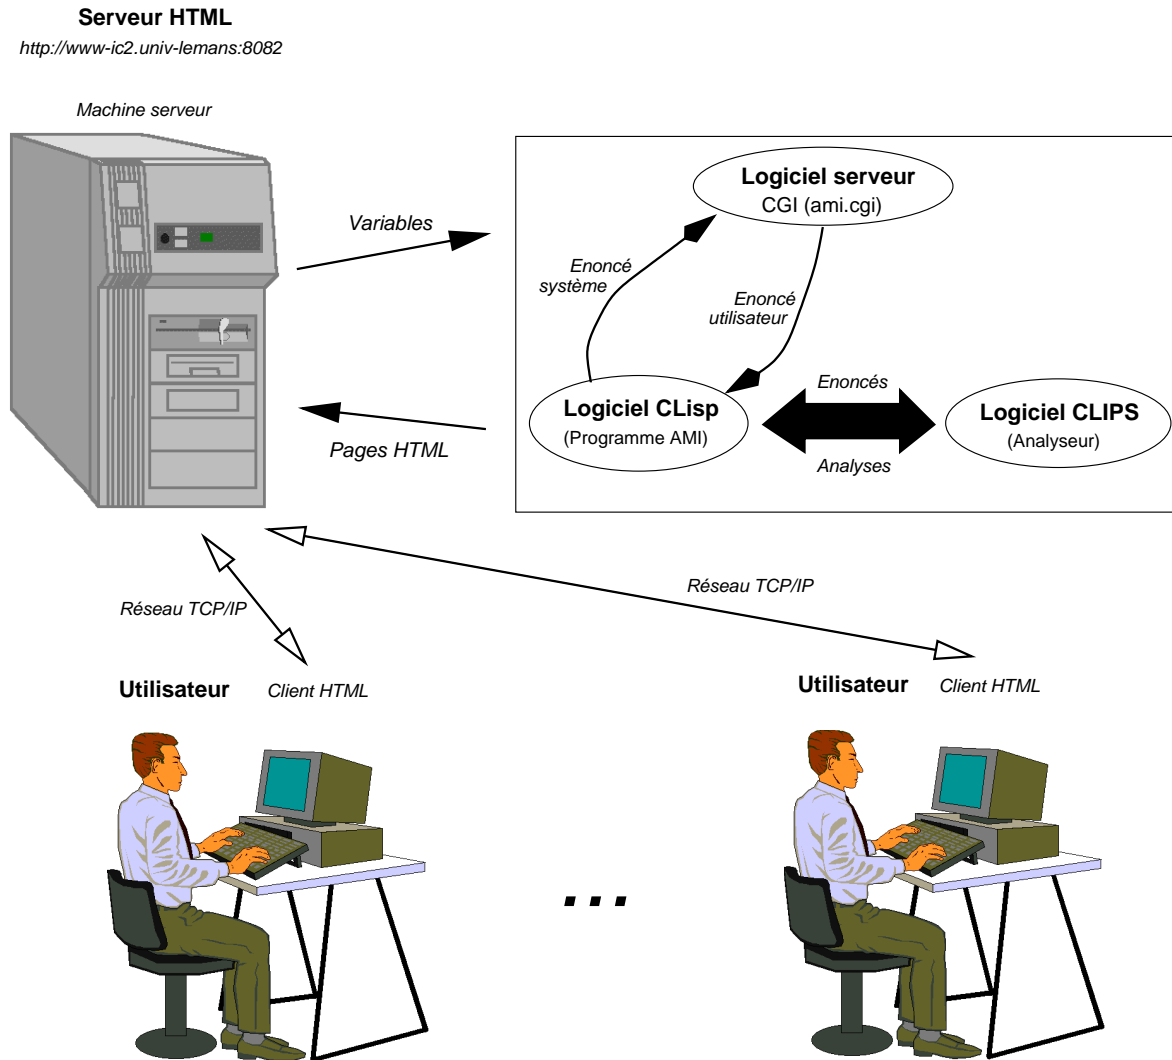 Serveur HTML
http://www-ic2.univ-lemans:8082
Machine serveur
Variables
Pages HTML
Logiciel serveur
CGI (ami.cgi)
Enoncé
système
Enoncé
utilisateur
Logiciel CLisp
(Programme AMI)
Enoncés
Analyses
Logiciel CLIPS
(Analyseur)
Réseau TCP/IP
Réseau TCP/IP
Utilisateur Client HTML
Utilisateur Client HTML
...